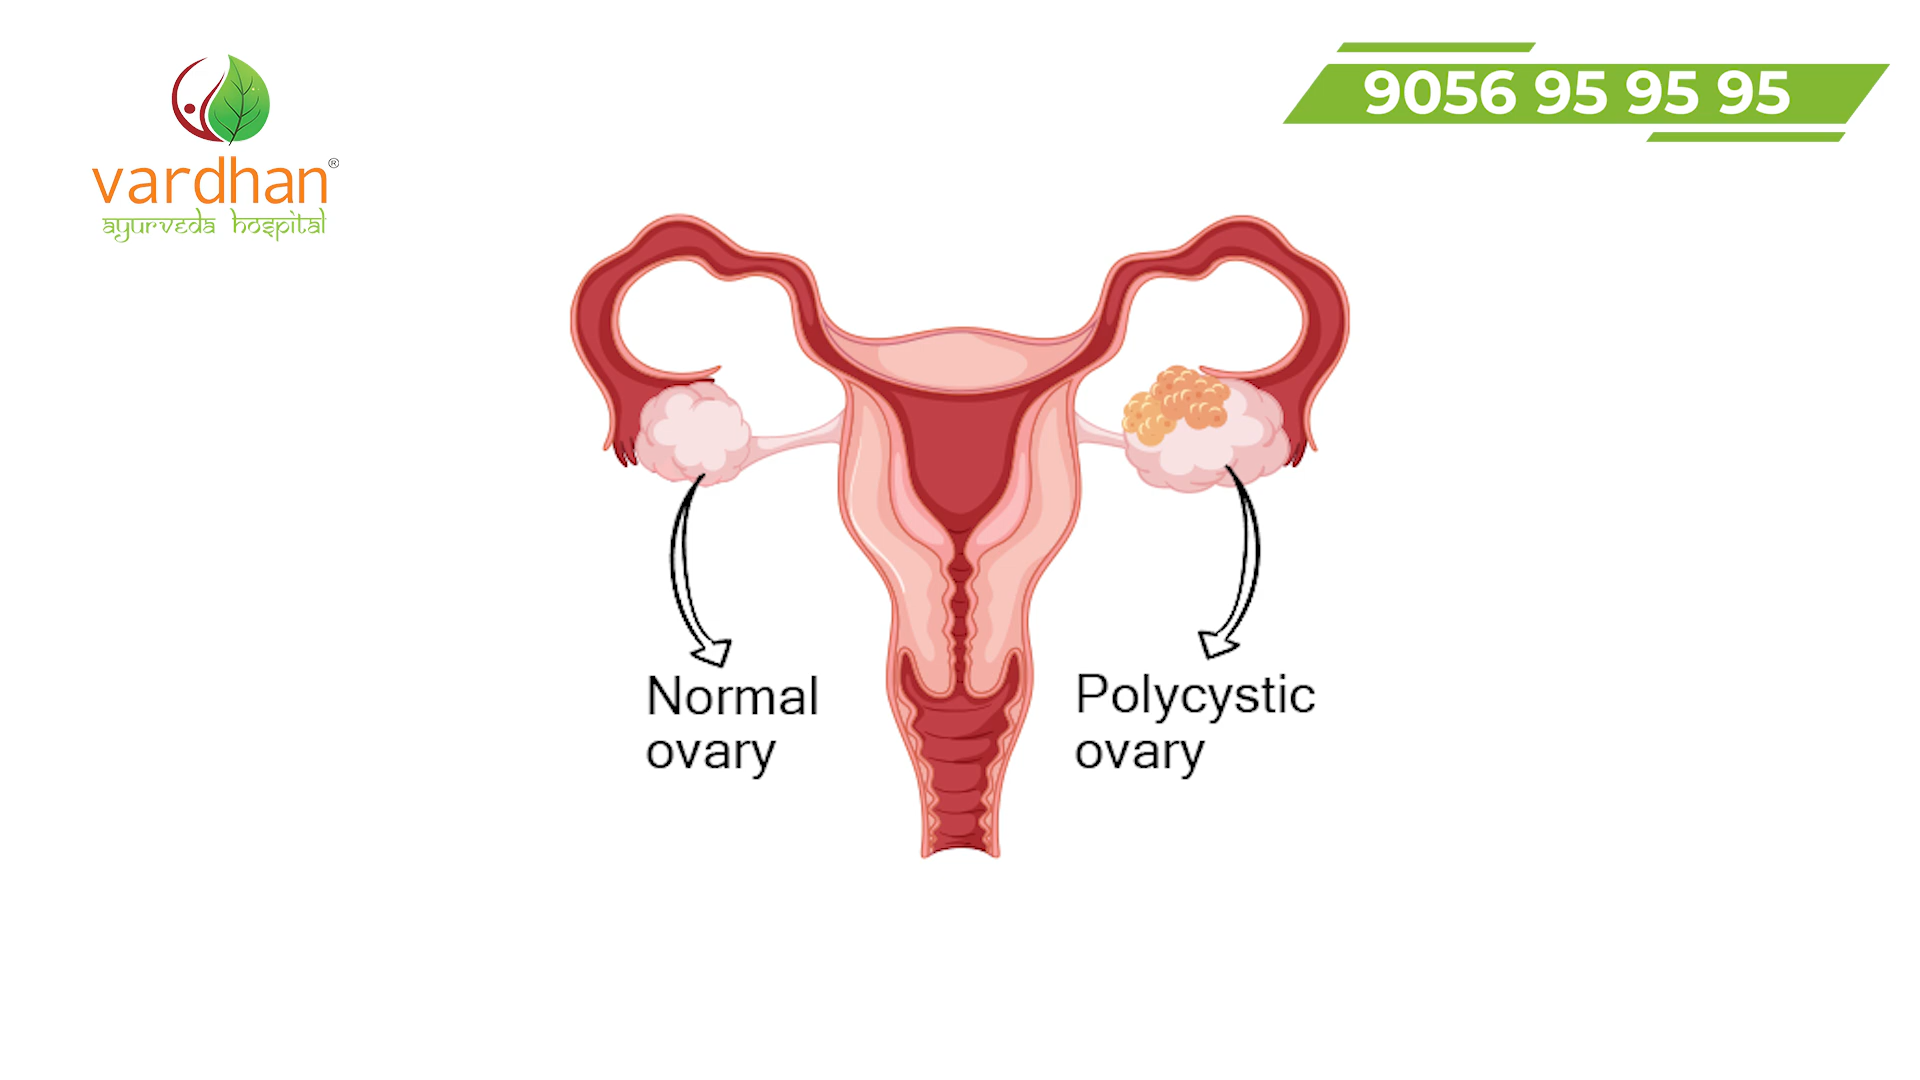 vardhan®
ayurveda hospital
9056 95 95 95
Normal
ovary
Polycystic
ovary